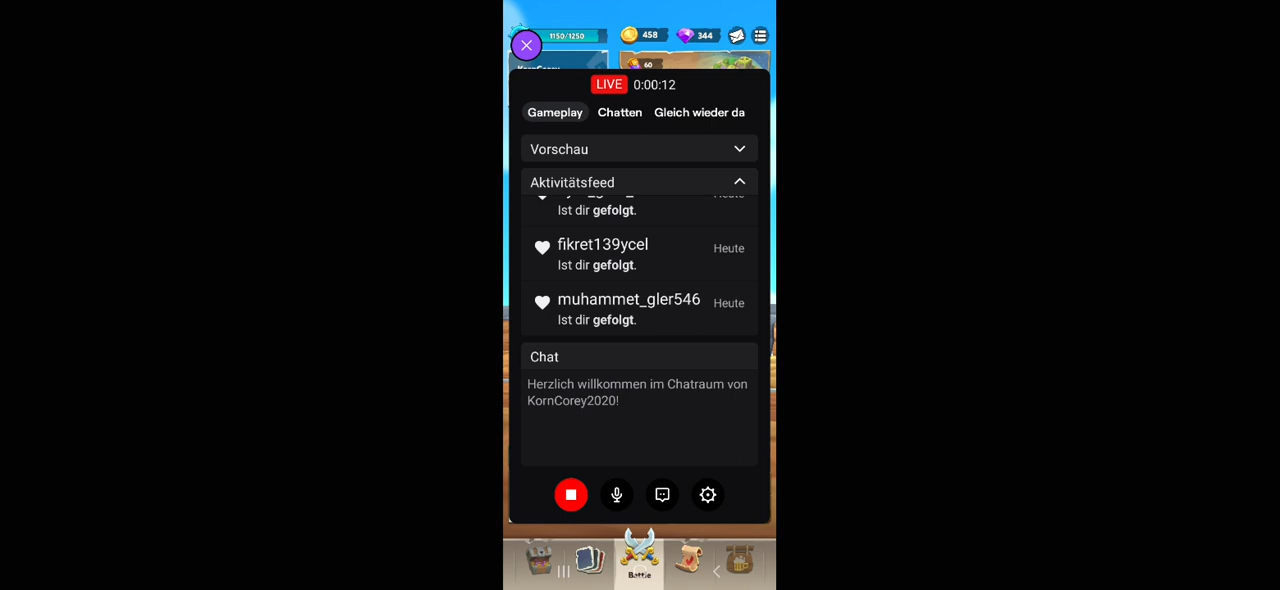 1150/1250
458
344
60
LIVE 0:00:12
Gameplay Chatten Gleich wieder da
Vorschau
Aktivitätsfeed
Ist dir gefolgt.
fikret139ycel Heute
Ist dir gefolgt.
muhammet_gler546 Heute
Ist dir gefolgt.
Chat
Herzlich willkommen im Chatraum von
KornCorey2020!
Battle